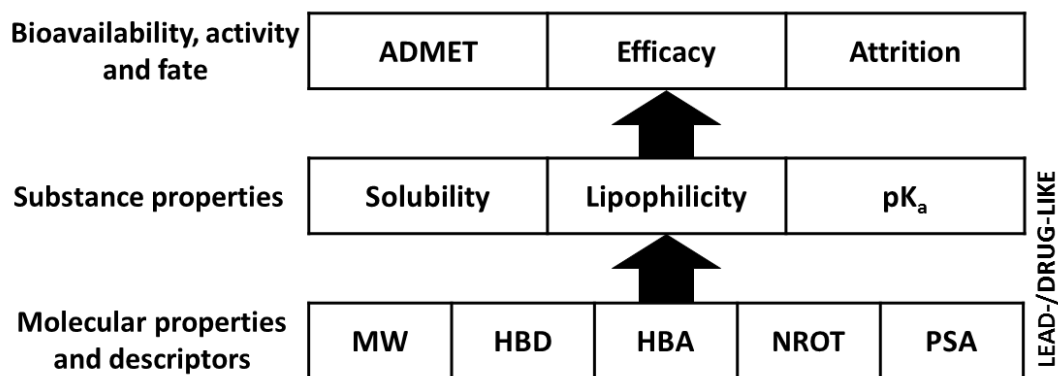 Bioavailability, activity
and fate
ADMET Efficacy Attrition
Substance properties
Solubility Lipophilicity pKₐ
Molecular properties
and descriptors
MW HBD HBA NROT PSA
LEAD-/DRUG-LIKE